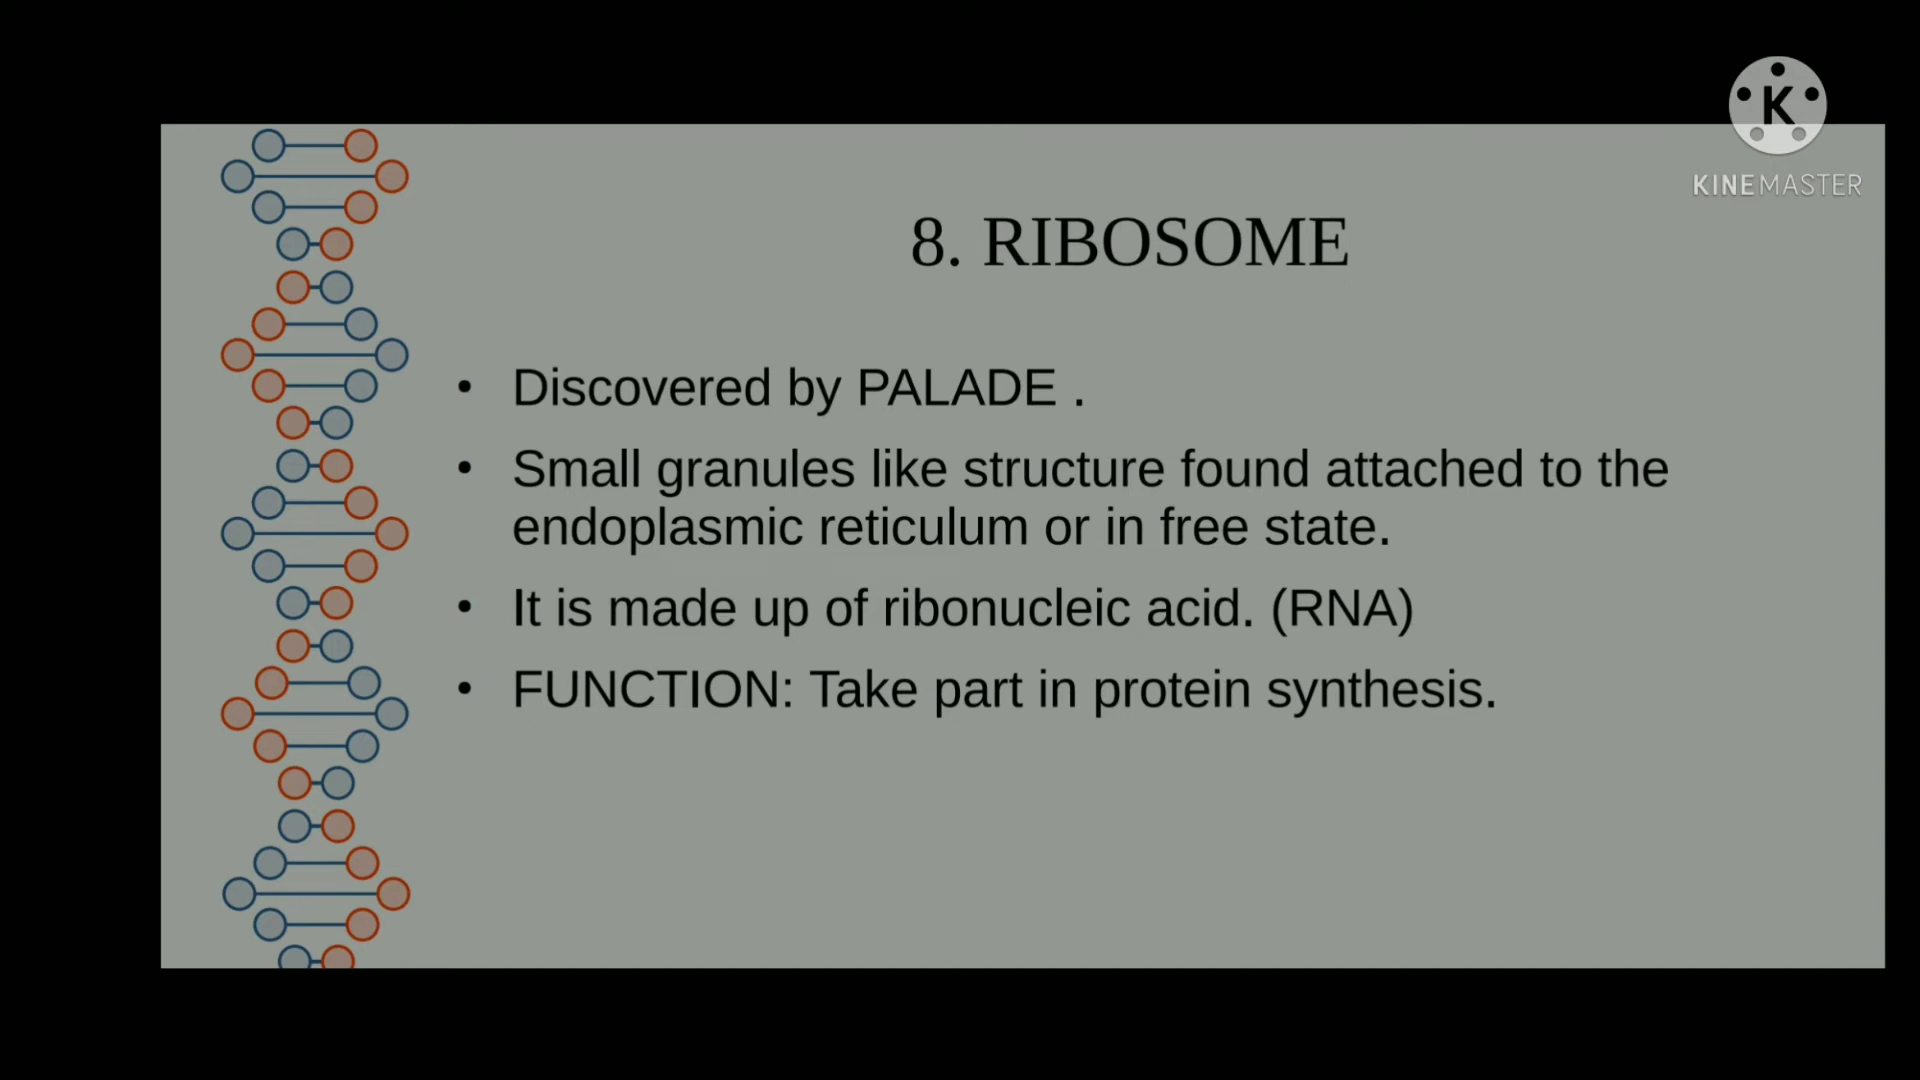 K
KINEMASTER
8. RIBOSOME
• Discovered by PALADE .
• Small granules like structure found attached to the
endoplasmic reticulum or in free state.
• It is made up of ribonucleic acid. (RNA)
• FUNCTION: Take part in protein synthesis.